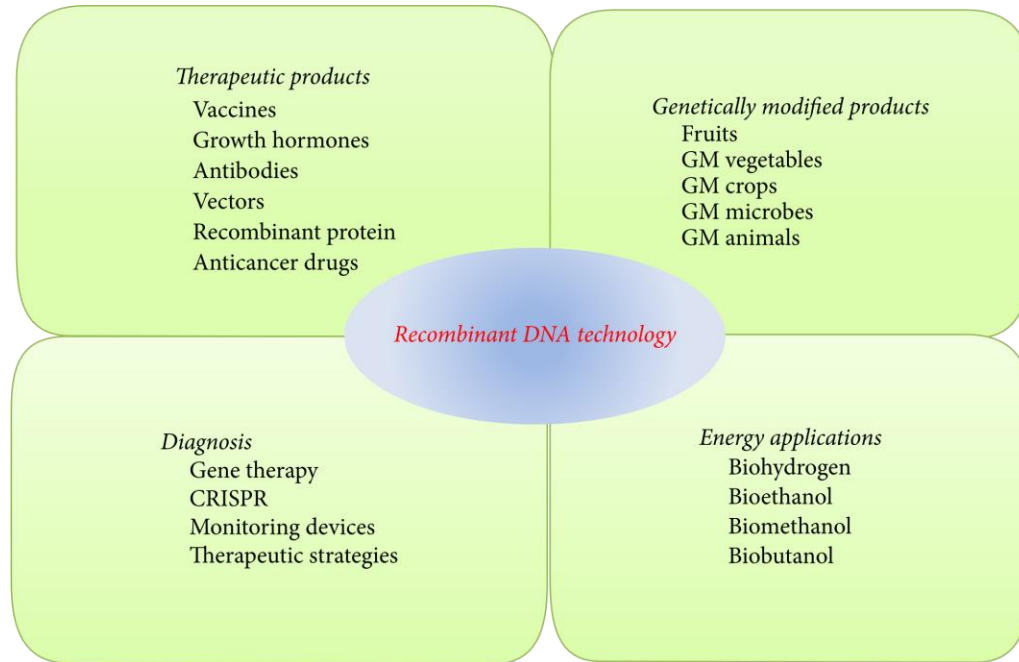 Therapeutic products
Vaccines
Growth hormones
Antibodies
Vectors
Recombinant protein
Anticancer drugs
Genetically modified products
Fruits
GM vegetables
GM crops
GM microbes
GM animals
Recombinant DNA technology
Diagnosis
Gene therapy
CRISPR
Monitoring devices
Therapeutic strategies
Energy applications
Biohydrogen
Bioethanol
Biomethanol
Biobutanol